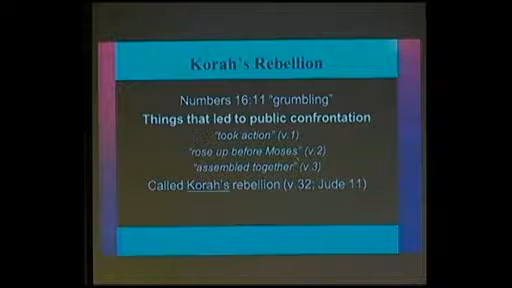 Korah's Rebellion
Numbers 16:11 "grumbling"
Things that led to public confrontation
"took action" (v.1)
"rose up before Moses" (v.2)
"assembled together" (v.3)
Called Korah's rebellion (v.32; Jude 11)